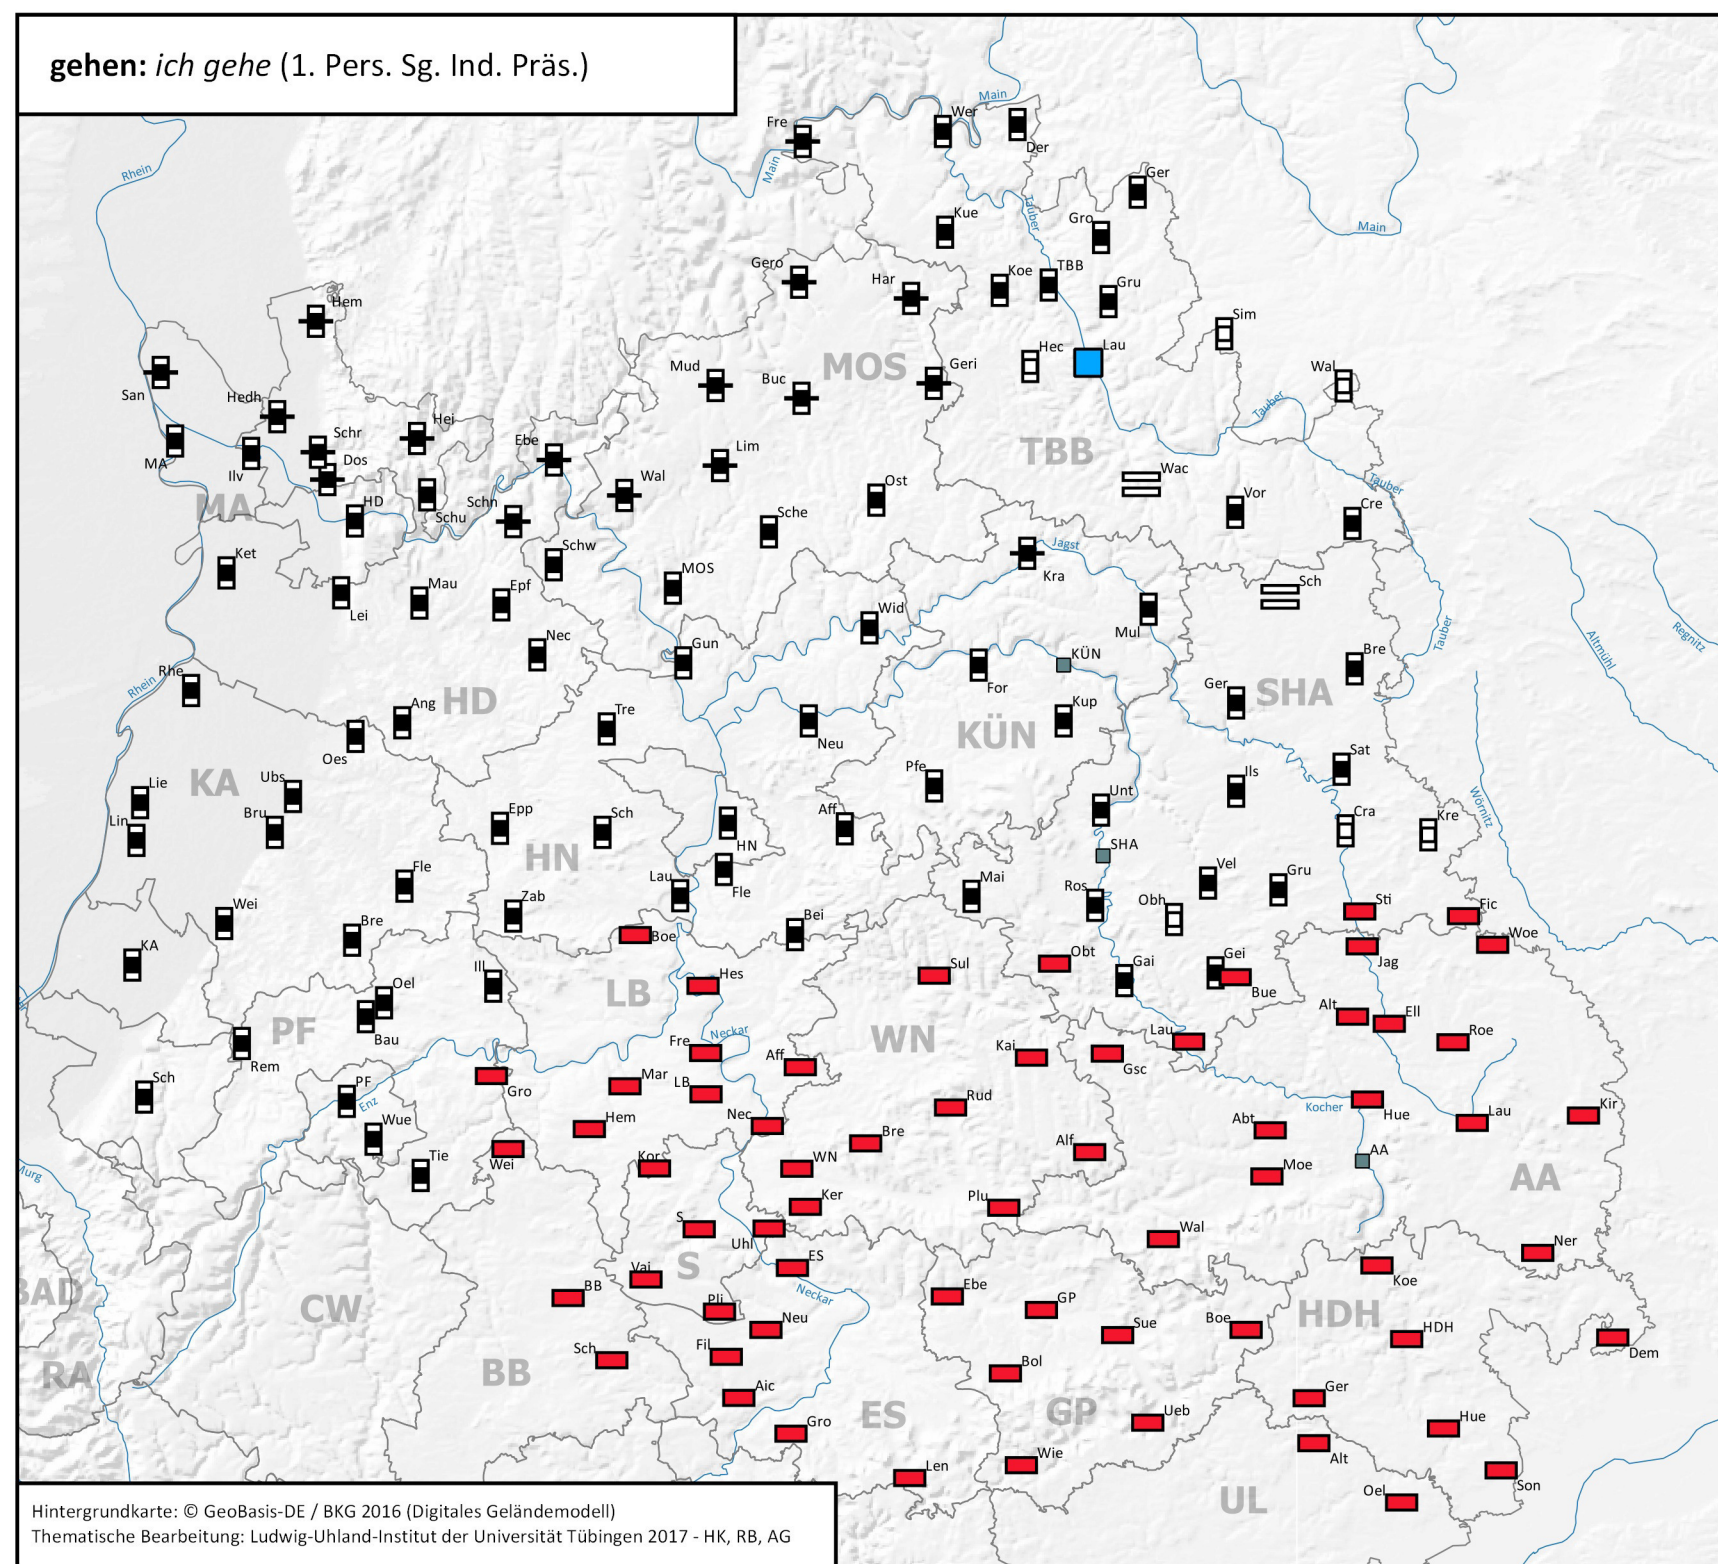 gehen: ich gehe (1. Pers. Sg. Ind. Präs.)
Main
Wer
Fre
Der
Rhein
Main
Ger
Tauber
Kue
Gro
Main
Gero
Har
Koe
TBB
Gru
Hem
Sim
Hec
Lau
Mud
Buc
MOS
Geri
Wal
San
Hedh
Tauber
Hei
Schr
Ebe
Lim
TBB
MA
Dos
Ilv
Wal
Wac
Tauber
Ost
Vor
Cre
MA
HD
Schn
Schu
Sche
Schw
Jagst
Ket
MOS
Kra
Sch
Mau
Epf
Lei
Wid
Mul
Regnitz
Altmühl
Tauber
Nec
Gun
KÜN
Bre
Rhe
Rhein
HD
For
Ger
SHA
Ang
Tre
Kup
KÜN
Neu
Oes
Sat
Pfe
Ils
KA
Lie
Ubs
Unt
Wörnitz
Lin
Bru
Epp
Sch
Aff
Cra
Kre
HN
HN
SHA
Fle
Lau
Fle
Mai
Ros
Vel
Gru
Zab
Obh
Sti
Fic
Wei
Bre
Bei
Boe
Woe
KA
Ill
Hes
Sul
Obt
Gai
Gei
Jag
Oel
LB
Bue
PF
Bau
Neckar
WN
Alt
Ell
Roe
Rem
Fre
Aff
Kai
Lau
Gsc
Sch
PF
Enz
Gro
Mar
LB
Rud
Kocher
Hue
Lau
Kir
Wue
Hem
Nec
Bre
Abt
Alf
AA
Murg
Tie
Wei
Kor
WN
Moe
AA
Ker
Plu
S
Uhl
Wal
Ner
ES
Vai
S
BAD
CW
BB
Neckar
Ebe
GP
Koe
HDH
Pli
Neu
Sue
Boe
HDH
Dem
Sch
Fil
Bol
RA
BB
Aic
Ger
ES
GP
Ueb
Hue
Gro
Wie
Alt
Len
Son
Oel
UL
Hintergrundkarte: © GeoBasis-DE / BKG 2016 (Digitales Geländemodell)
Thematische Bearbeitung: Ludwig-Uhland-Institut der Universität Tübingen 2017 - HK, RB, AG